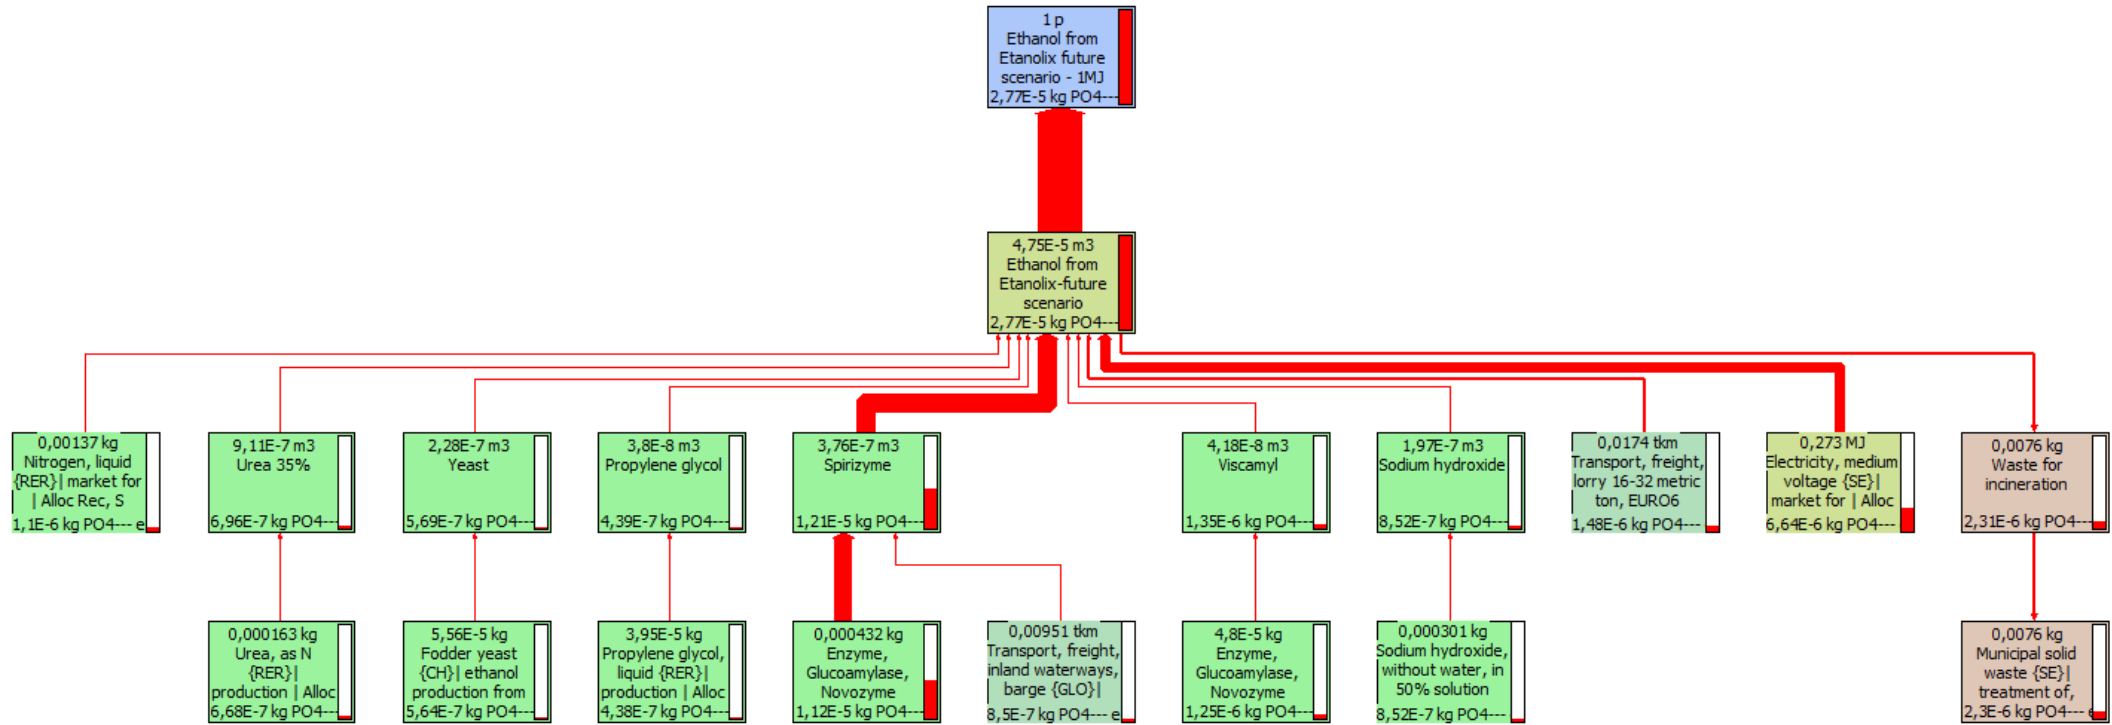 1 p
Ethanol from
Etanolix future
scenario - 1MJ
2,77E-5 kg PO4---
4,75E-5 m3
Ethanol from
Etanolix-future
scenario
2,77E-5 kg PO4---
0,00137 kg
Nitrogen, liquid
{RER}| market for
| Alloc Rec, S
1,1E-6 kg PO4--- e
9,11E-7 m3
Urea 35%
6,96E-7 kg PO4---
2,28E-7 m3
Yeast
5,69E-7 kg PO4---
3,8E-8 m3
Propylene glycol
4,39E-7 kg PO4---
3,76E-7 m3
Spirizyme
1,21E-5 kg PO4---
4,18E-8 m3
Viscamyl
1,35E-6 kg PO4---
1,97E-7 m3
Sodium hydroxide
8,52E-7 kg PO4---
0,0174 tkm
Transport, freight,
lorry 16-32 metric
ton, EURO6
1,48E-6 kg PO4---
0,273 MJ
Electricity, medium
voltage {SE}|
market for | Alloc
6,64E-6 kg PO4---
0,0076 kg
Waste for
incineration
2,31E-6 kg PO4---
0,000163 kg
Urea, as N
{RER}|
production | Alloc
6,68E-7 kg PO4---
5,56E-5 kg
Fodder yeast
{CH}| ethanol
production from
5,64E-7 kg PO4---
3,95E-5 kg
Propylene glycol,
liquid {RER}|
production | Alloc
4,38E-7 kg PO4---
0,000432 kg
Enzyme,
Glucoamylase,
Novozyme
1,12E-5 kg PO4---
0,00951 tkm
Transport, freight,
inland waterways,
barge {GLO}|
8,5E-7 kg PO4--- e
4,8E-5 kg
Enzyme,
Glucoamylase,
Novozyme
1,25E-6 kg PO4---
0,000301 kg
Sodium hydroxide,
without water, in
50% solution
8,52E-7 kg PO4---
0,0076 kg
Municipal solid
waste {SE}|
treatment of,
2,3E-6 kg PO4--- e